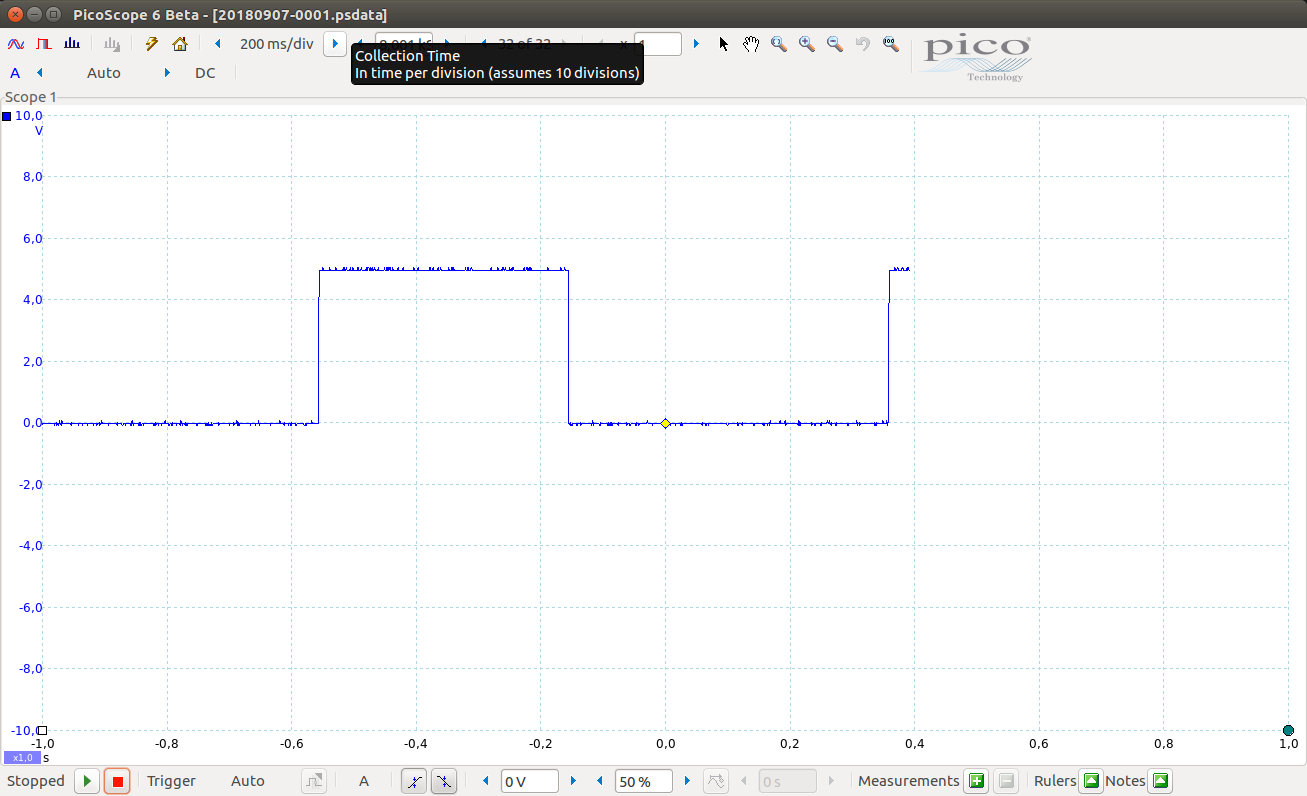 PicoScope 6 Beta - [20180907-0001.psdata]
200 ms/div
32 of 32
x 1
Collection Time
In time per division (assumes 10 divisions)
pico
Technology
A Auto DC
Scope 1
10,0
V
8,0
6,0
4,0
2,0
0,0
-2,0
-4,0
-6,0
-8,0
-10,0
-1,0 -0,8 -0,6 -0,4 -0,2 0,0 0,2 0,4 0,6 0,8 1,0
x1,0 s
Stopped Trigger Auto A 0 V 50 % 0 s Measurements Rulers Notes